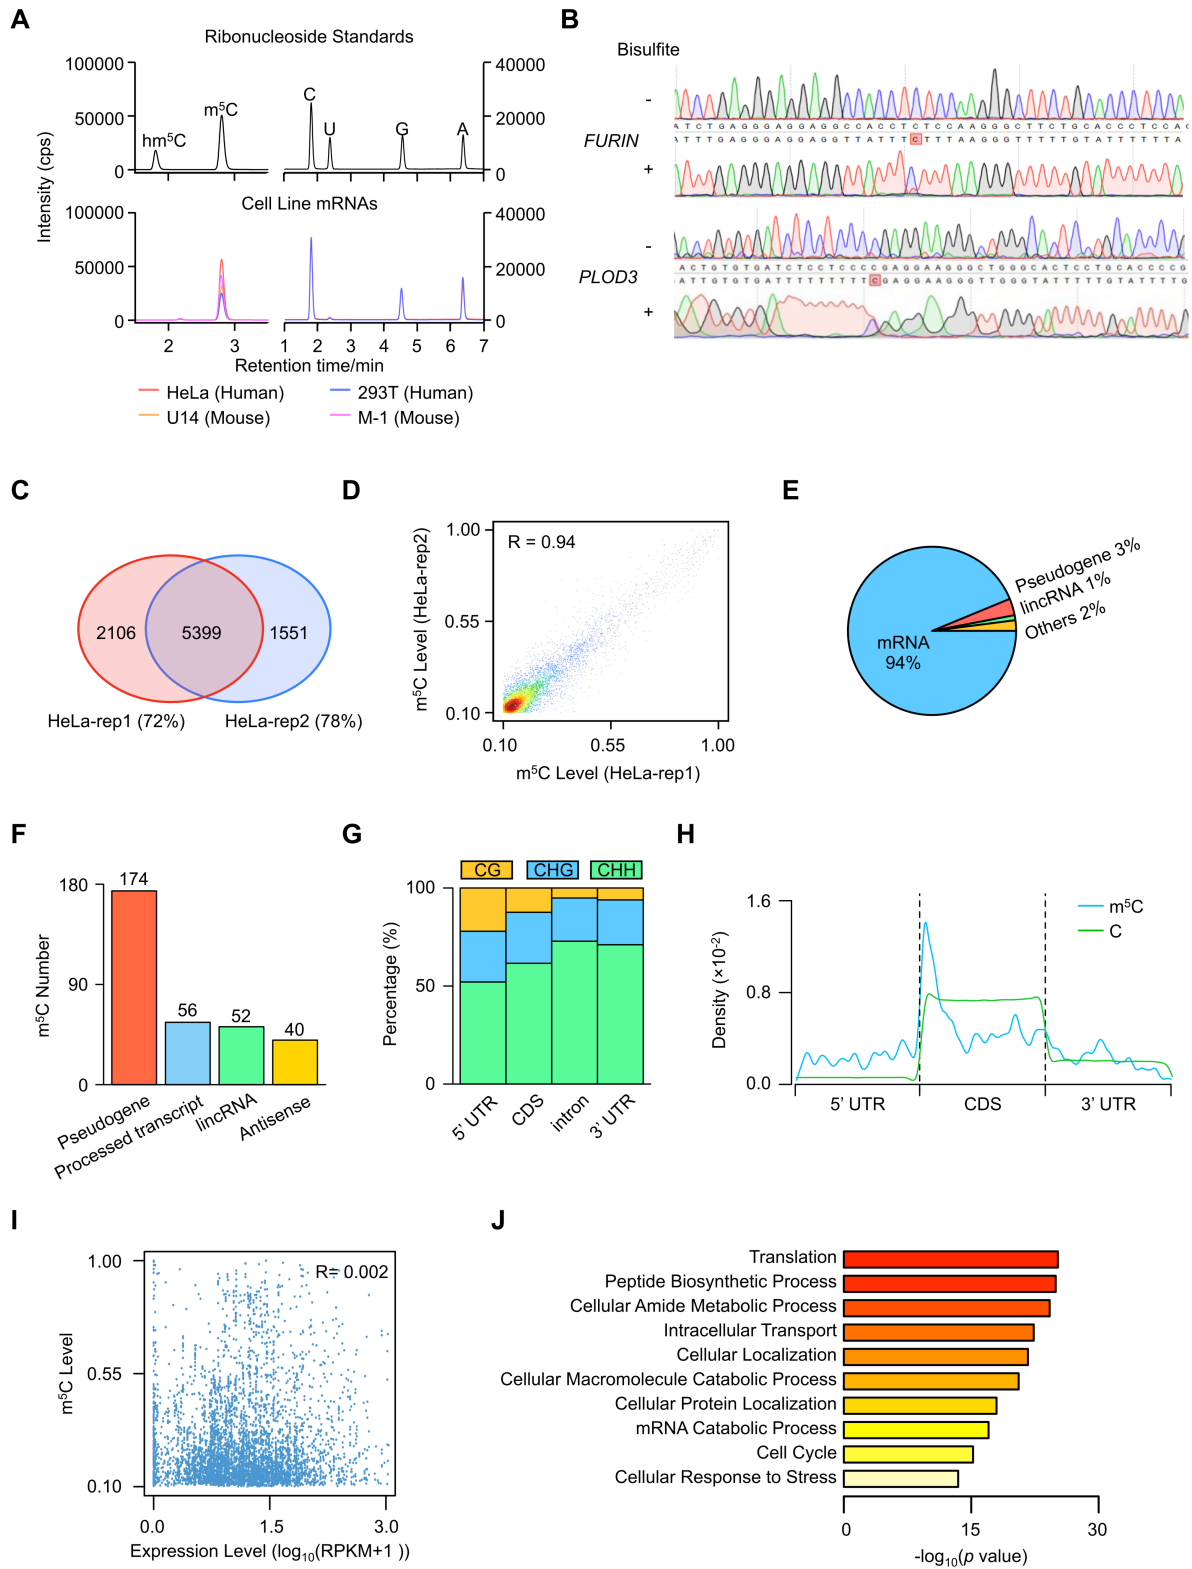 A
Ribonucleoside Standards
100000
50000
0
40000
20000
0
hm5C
m5C
C
U
G
A
Intensity (cps)
Cell Line mRNAs
100000
50000
0
40000
20000
0
2 3 1 2 3 4 5 6 7
Retention time/min
HeLa (Human)
293T (Human)
U14 (Mouse)
M-1 (Mouse)
B
Bisulfite
-
FURIN
ATCTGAGGGAGGAGGCCACCTCTCCAAGGGCTTCTGCACCCTCCAC
ATTTGAGGGAGGAGGTTATTTCTTTAAGGGTTTTTGTATTTTTTA
+
-
PLOD3
ACTGTGTGATCTCCTCCCCCGAGGAAGGGCTGGGCACTCCTGCACCCCG
ATTGTGTGATTTTTTTTTTCGAGGAAGGGTTGGGTATTTTTGTATTTTG
+
C
2106
5399
1551
HeLa-rep1 (72%)
HeLa-rep2 (78%)
D
R = 0.94
1.00
0.55
0.10
m5C Level (HeLa-rep2)
0.10 0.55 1.00
m5C Level (HeLa-rep1)
E
mRNA
94%
Pseudogene 3%
lincRNA 1%
Others 2%
F
180
90
0
m5C Number
174
56
52
40
Pseudogene
Processed transcript
lincRNA
Antisense
G
CG
CHG
CHH
100
50
0
Percentage (%)
5' UTR
CDS
intron
3' UTR
H
1.6
0.8
0.0
Density (×10-2)
m5C
C
5' UTR
CDS
3' UTR
I
R= 0.002
1.00
0.55
0.10
m5C Level
0.0 1.5 3.0
Expression Level (log10(RPKM+1 ))
J
Translation
Peptide Biosynthetic Process
Cellular Amide Metabolic Process
Intracellular Transport
Cellular Localization
Cellular Macromolecule Catabolic Process
Cellular Protein Localization
mRNA Catabolic Process
Cell Cycle
Cellular Response to Stress
0 15 30
-log10(p value)